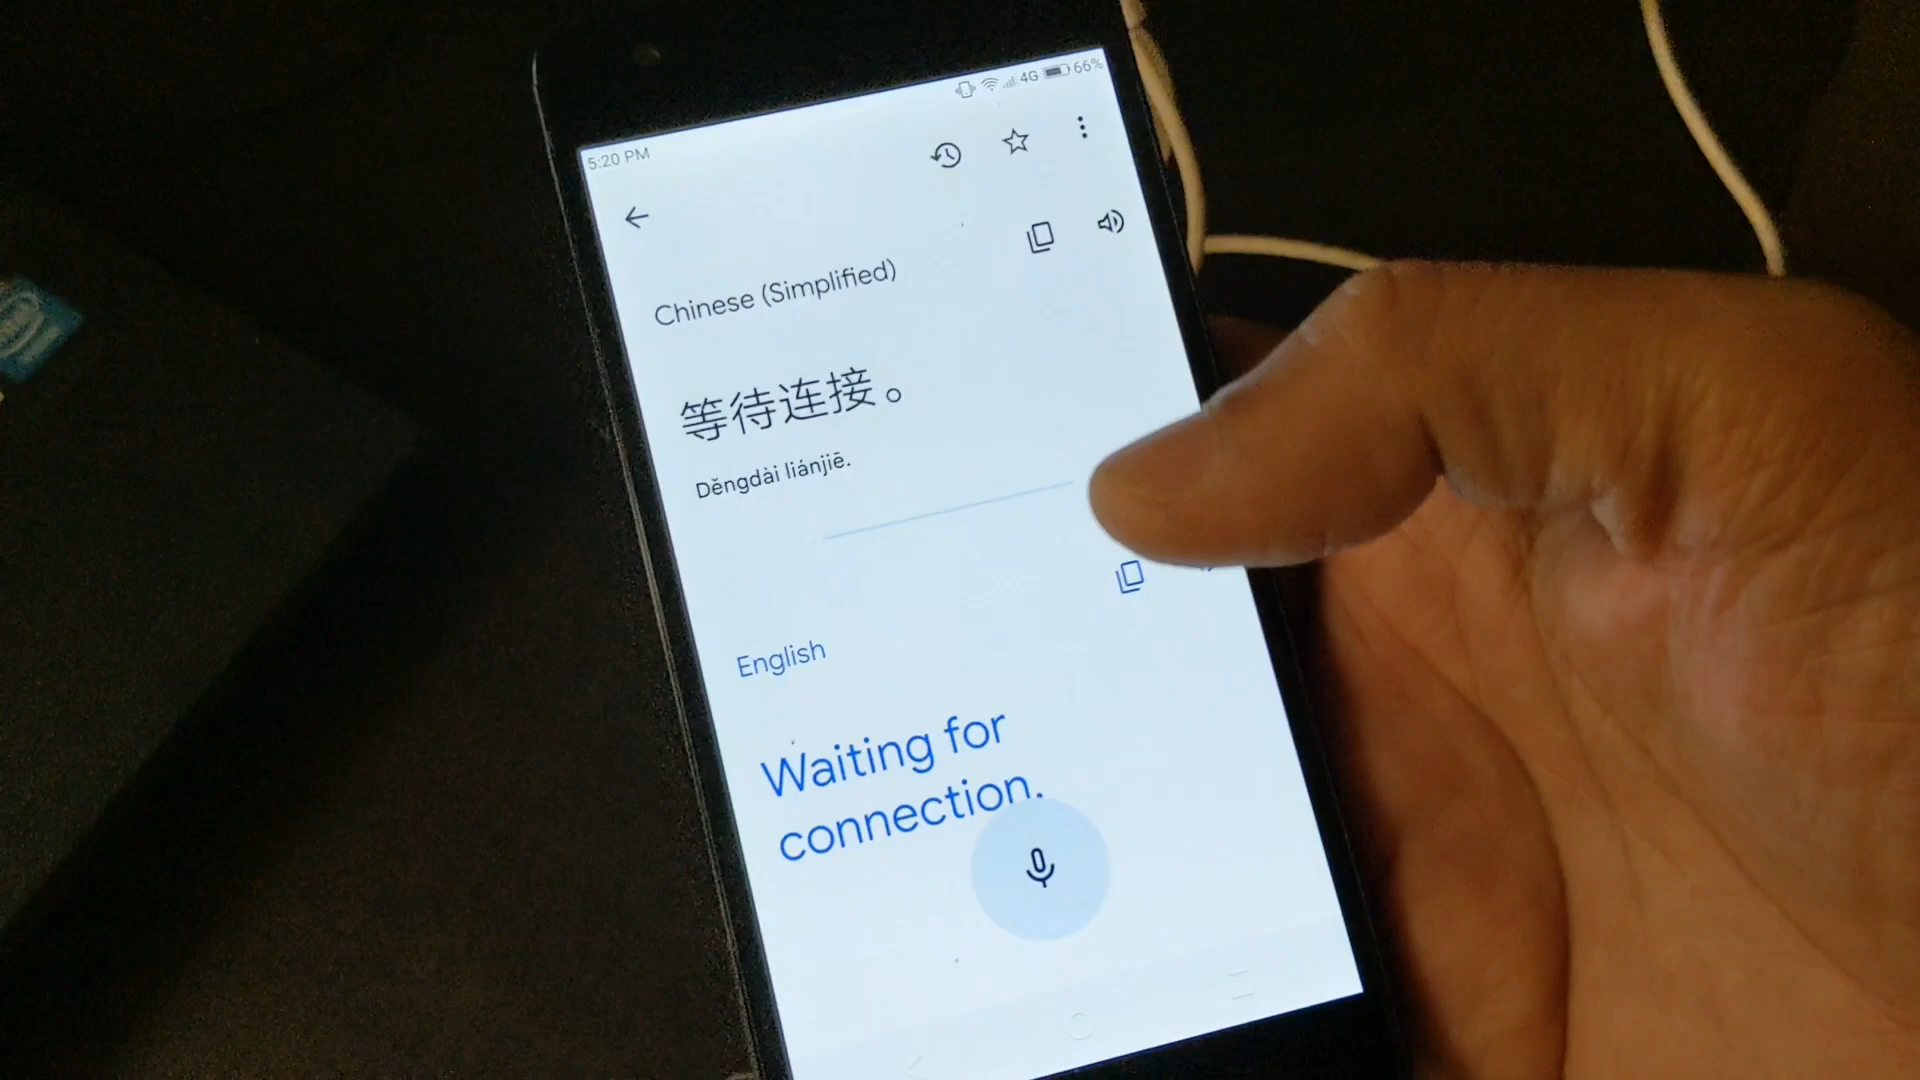 4G 66%
5:20 PM
Chinese (Simplified)
等待连接。
Děngdài liánjiē.
English
Waiting for
connection.